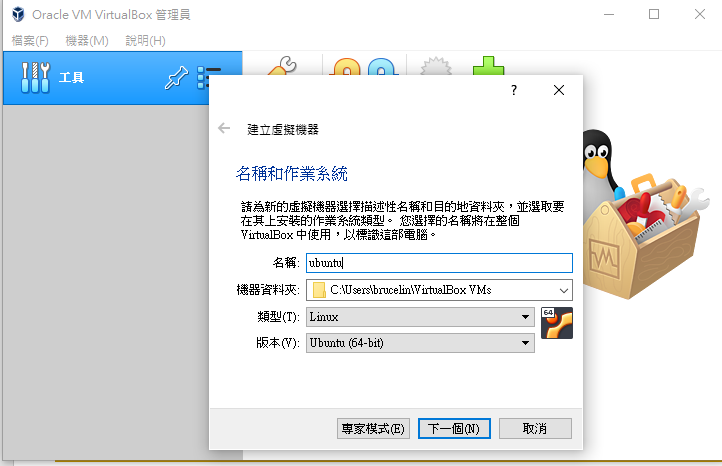 Oracle VM VirtualBox 管理員
檔案(F) 機器(M) 說明(H)
工具
?
建立虛擬機器
名稱和作業系統
請為新的虛擬機器選擇描述性名稱和目的地資料夾，並選取要
在其上安裝的作業系統類型。 您選擇的名稱將在整個
VirtualBox 中使用，以標識這部電腦。
名稱: ubuntu
機器資料夾: C:\Users\brucelin\VirtualBox VMs
類型(T): Linux
64
版本(V): Ubuntu (64-bit)
專家模式(E) 下一個(N) 取消